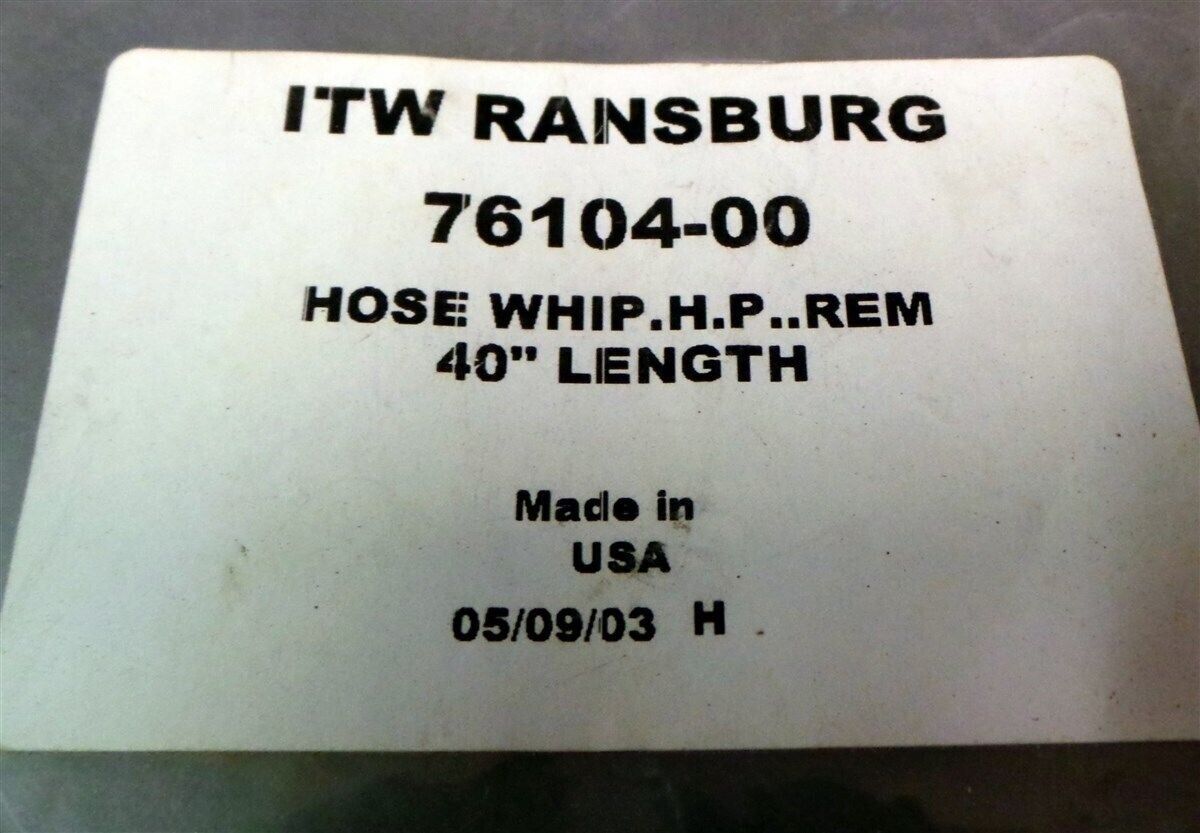 ITW RANSBURG
76104-00
HOSE WHIP.H.P..REM
40" LENGTH
Made in
USA
05/09/03 H